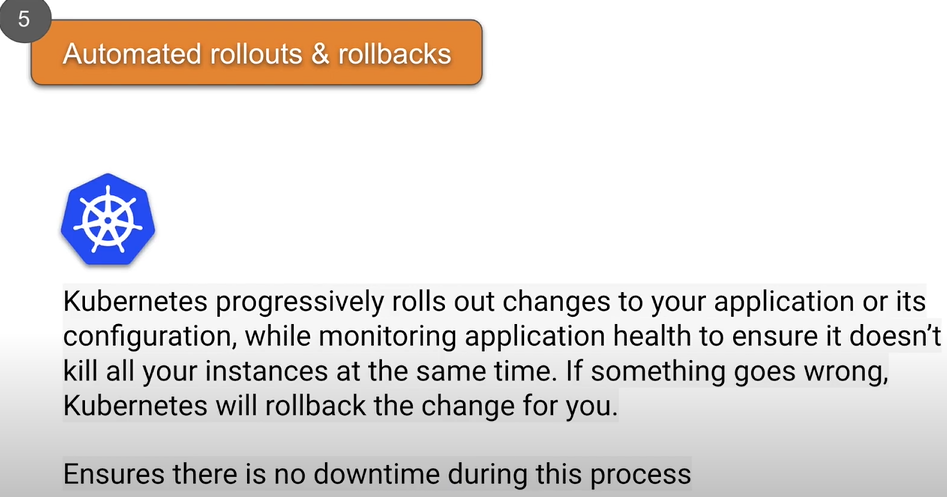 5
Automated rollouts & rollbacks
Kubernetes progressively rolls out changes to your application or its
configuration, while monitoring application health to ensure it doesn’t
kill all your instances at the same time. If something goes wrong,
Kubernetes will rollback the change for you.
Ensures there is no downtime during this process